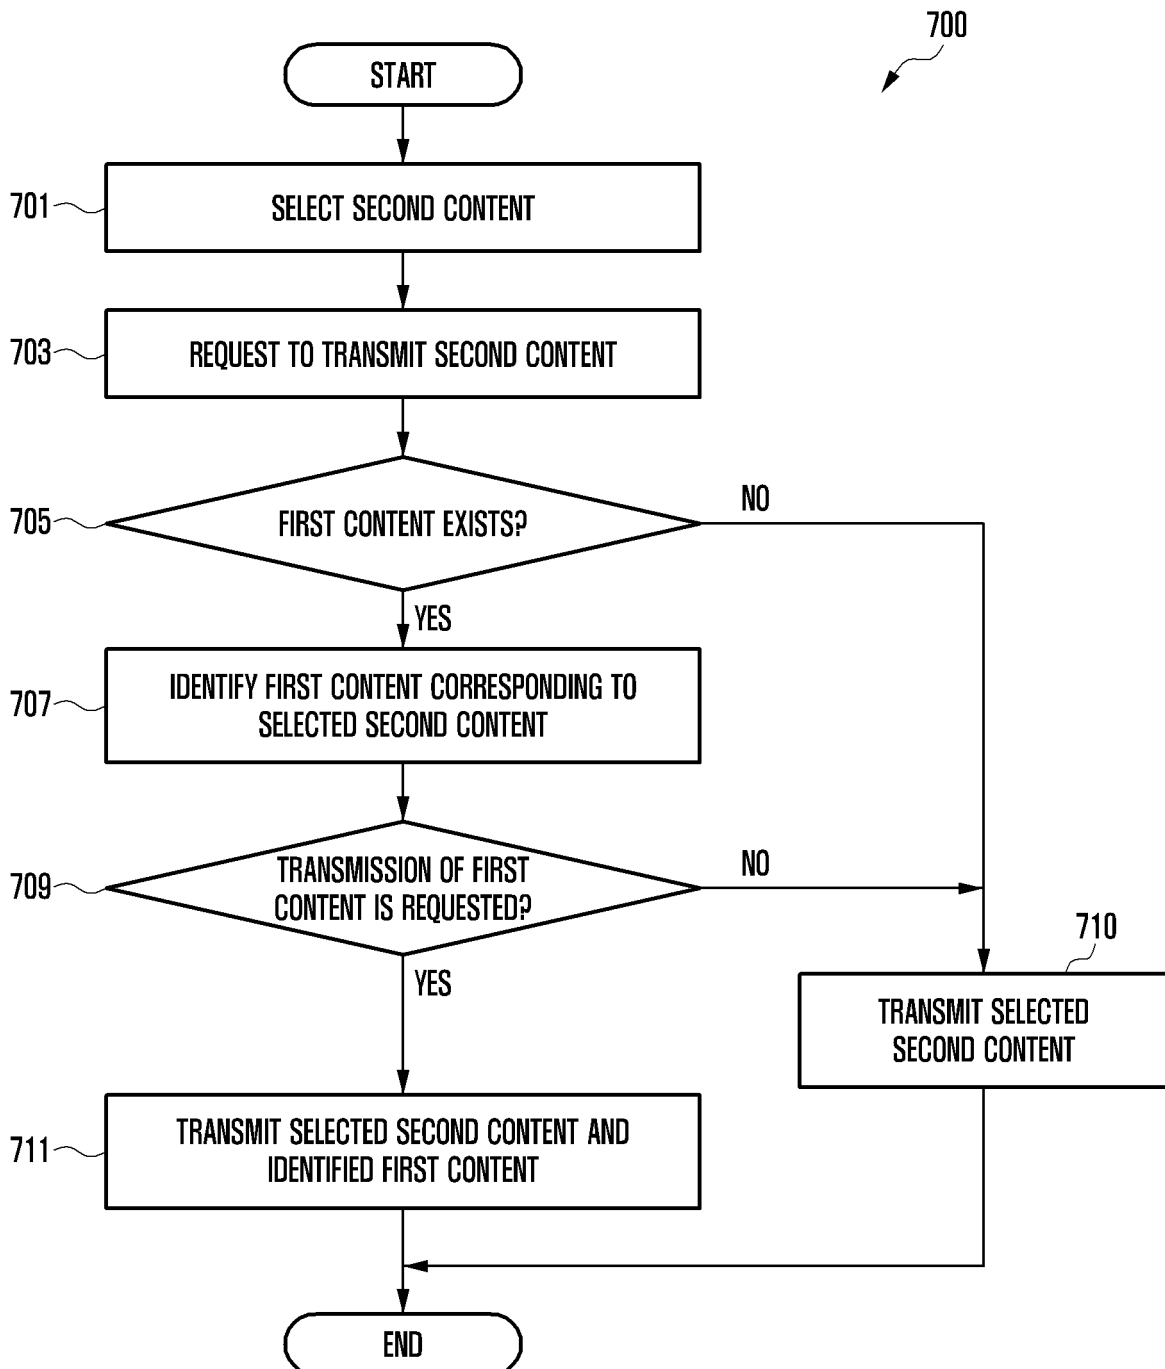 700
START
701
SELECT SECOND CONTENT
703
REQUEST TO TRANSMIT SECOND CONTENT
705
FIRST CONTENT EXISTS?
NO
YES
707
IDENTIFY FIRST CONTENT CORRESPONDING TO
SELECTED SECOND CONTENT
709
TRANSMISSION OF FIRST
CONTENT IS REQUESTED?
NO
YES
710
TRANSMIT SELECTED
SECOND CONTENT
711
TRANSMIT SELECTED SECOND CONTENT AND
IDENTIFIED FIRST CONTENT
END